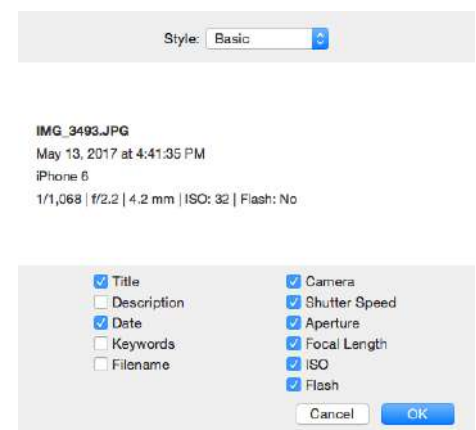 Style: Basic
IMG_3493.JPG
May 13, 2017 at 4:41:35 PM
iPhone 6
1/1,068 | f/2.2 | 4.2 mm | ISO: 32 | Flash: No
Title
Description
Date
Keywords
Filename
Camera
Shutter Speed
Aperture
Focal Length
ISO
Flash
Cancel
OK